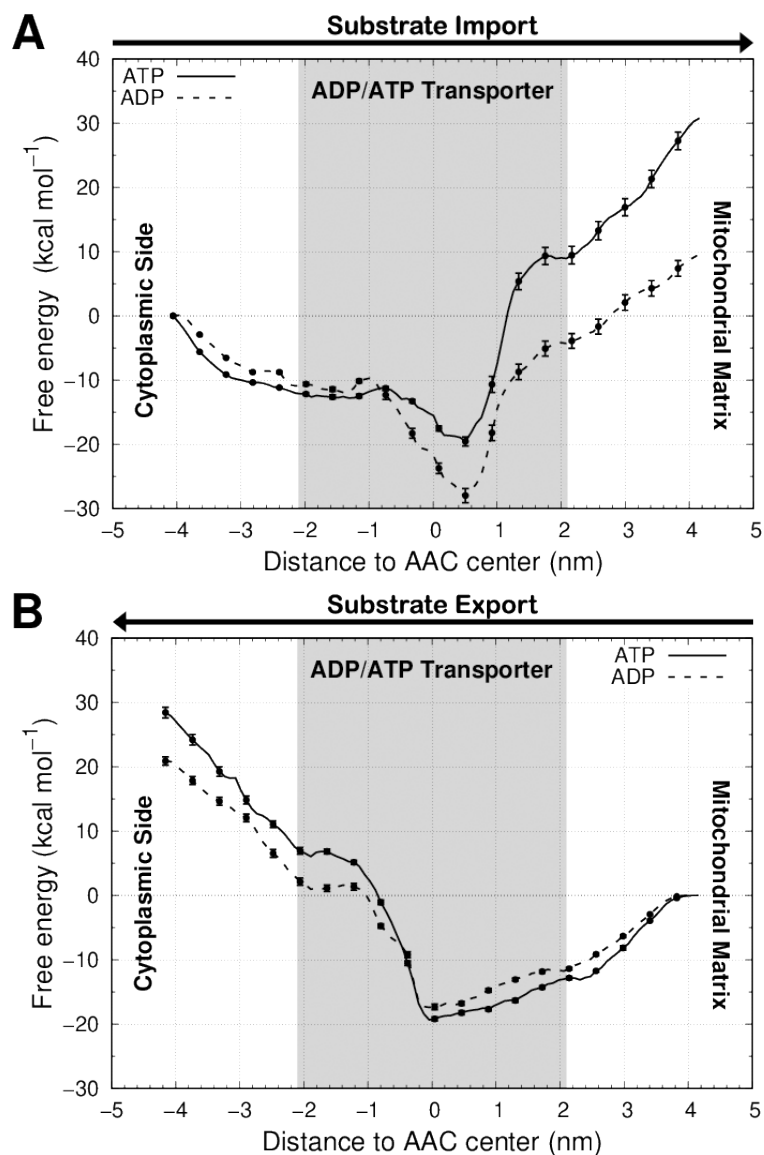 A
Substrate Import
ATP
ADP
ADP/ATP Transporter
Cytoplasmic Side
Mitochondrial Matrix
Free energy (kcal mol⁻¹)
40
30
20
10
0
−10
−20
−30
−5 −4 −3 −2 −1 0 1 2 3 4 5
Distance to AAC center (nm)
B
Substrate Export
ADP/ATP Transporter
ATP
ADP
Cytoplasmic Side
Mitochondrial Matrix
Free energy (kcal mol⁻¹)
40
30
20
10
0
−10
−20
−30
−5 −4 −3 −2 −1 0 1 2 3 4 5
Distance to AAC center (nm)